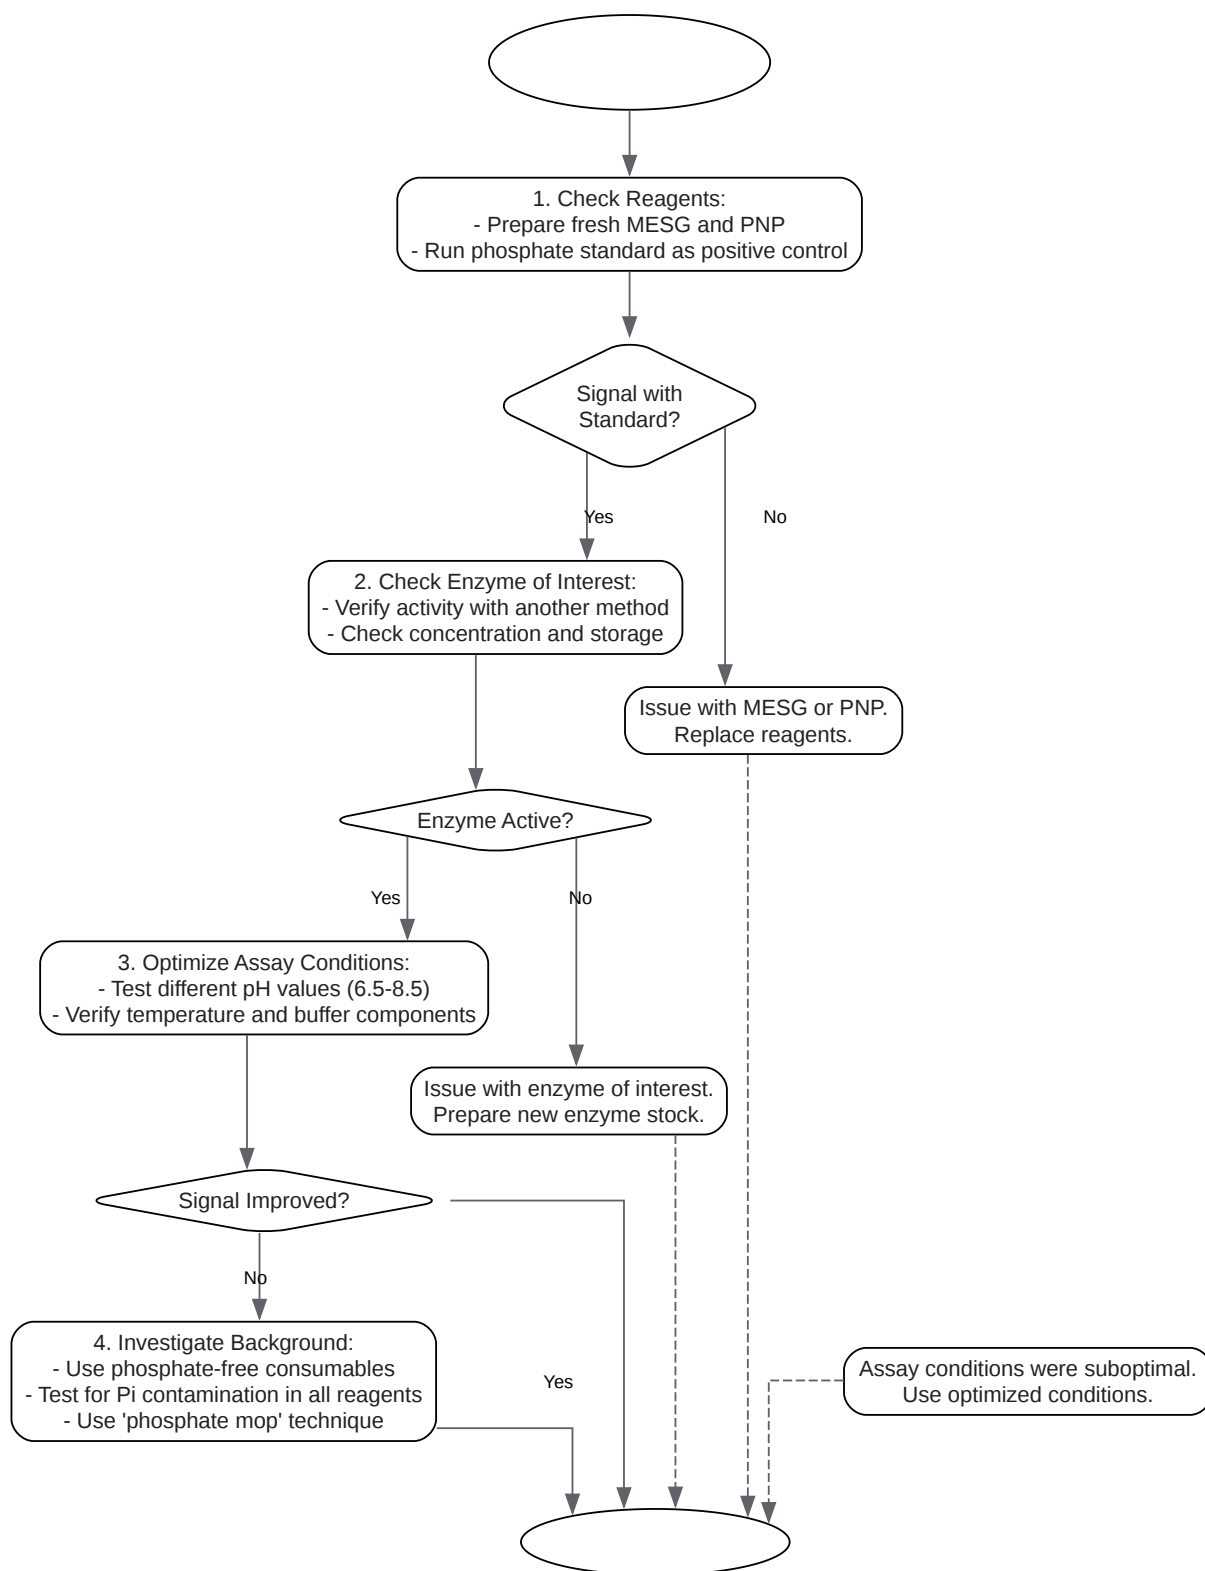 1. Check Reagents:
- Prepare fresh MESG and PNP
- Run phosphate standard as positive control
Signal with
Standard?
Yes
No
2. Check Enzyme of Interest:
- Verify activity with another method
- Check concentration and storage
Issue with MESG or PNP.
Replace reagents.
Enzyme Active?
Yes
No
3. Optimize Assay Conditions:
- Test different pH values (6.5-8.5)
- Verify temperature and buffer components
Issue with enzyme of interest.
Prepare new enzyme stock.
Signal Improved?
No
4. Investigate Background:
- Use phosphate-free consumables
- Test for Pi contamination in all reagents
- Use 'phosphate mop' technique
Yes
Assay conditions were suboptimal.
Use optimized conditions.